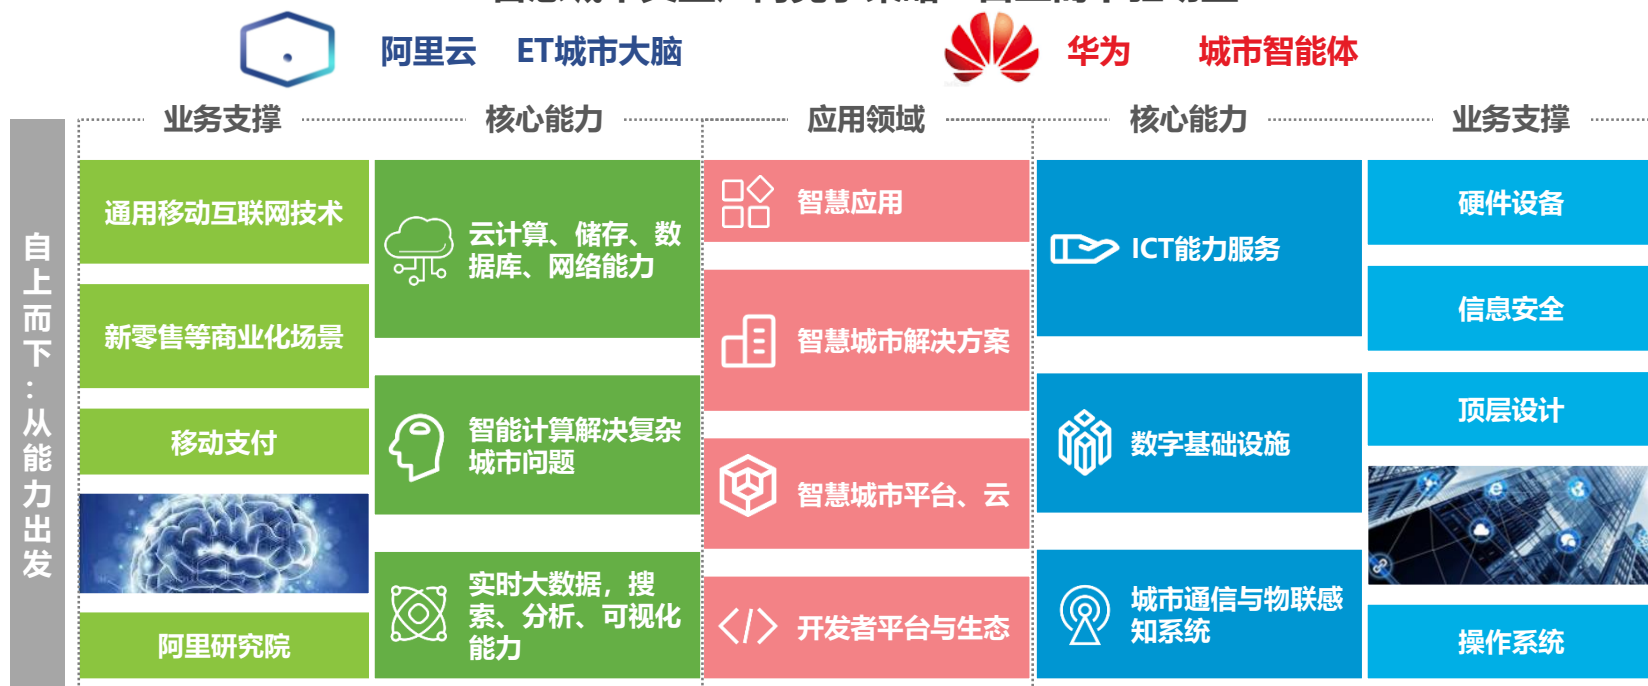 阿里云 ET城市大脑
华为 城市智能体
业务支撑
核心能力
应用领域
核心能力
业务支撑
自上而下：从能力出发
通用移动互联网技术
新零售等商业化场景
移动支付
阿里研究院
云计算、储存、数
据库、网络能力
智能计算解决复杂
城市问题
实时大数据，搜
索、分析、可视化
能力
智慧应用
智慧城市解决方案
智慧城市平台、云
开发者平台与生态
ICT能力服务
数字基础设施
城市通信与物联感
知系统
硬件设备
信息安全
顶层设计
操作系统